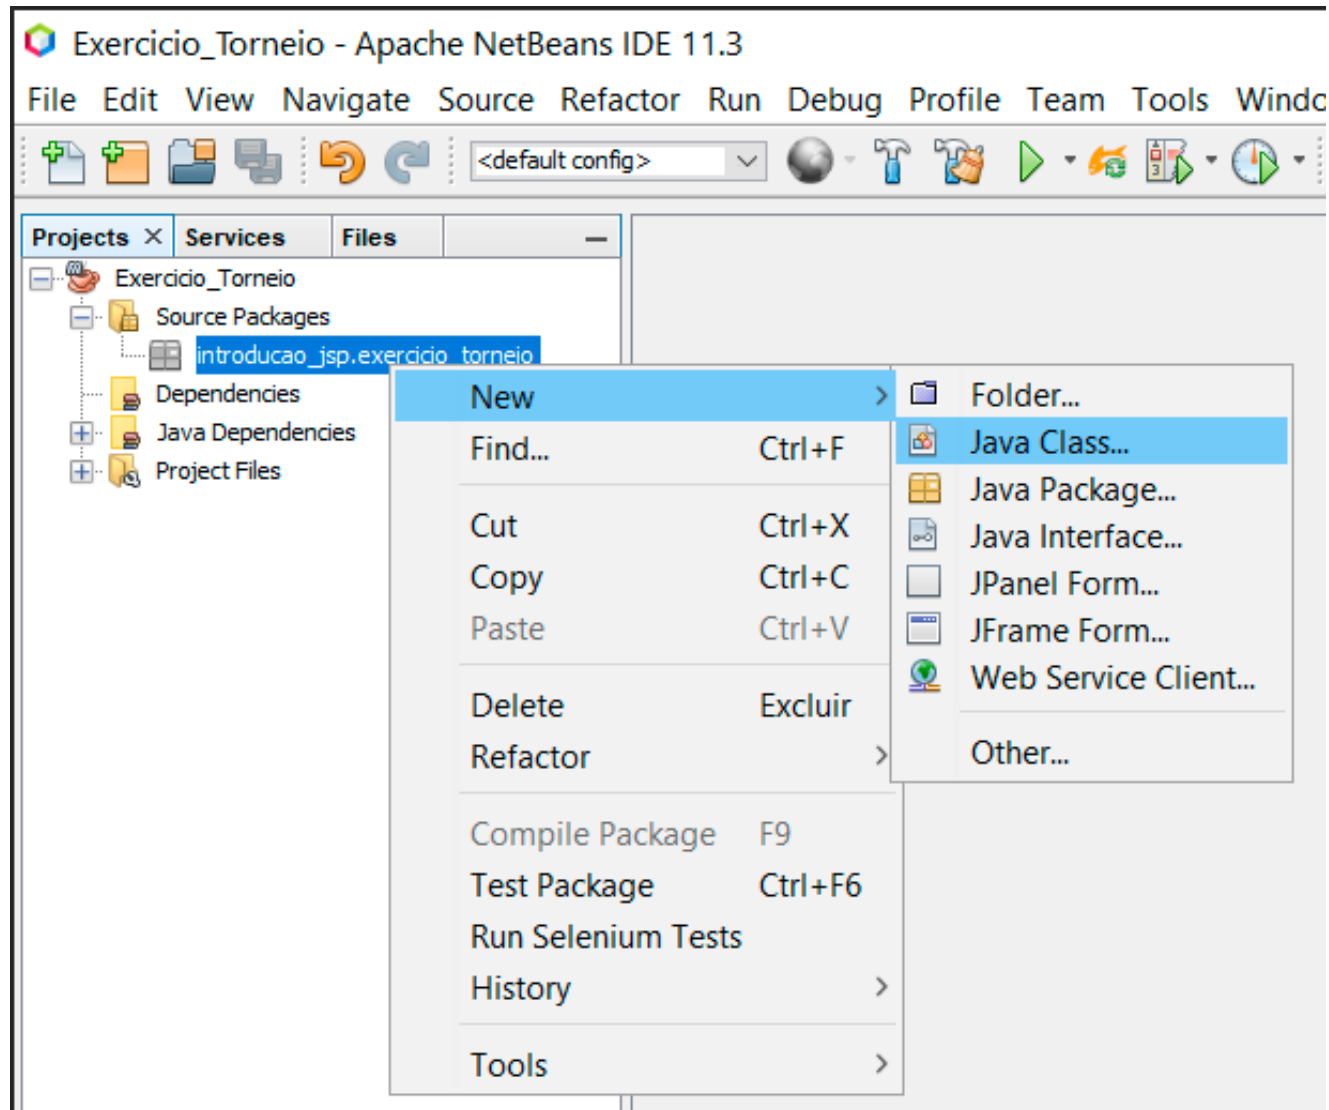 Exercicio_Torneio - Apache NetBeans IDE 11.3
File Edit View Navigate Source Refactor Run Debug Profile Team Tools Windo
<default config>
Projects Services Files
Exercicio_Torneio
Source Packages
introducao_jsp.exercicio_torneio
Dependencies
Java Dependencies
Project Files
New
Find... Ctrl+F
Cut Ctrl+X
Copy Ctrl+C
Paste Ctrl+V
Delete Excluir
Refactor
Compile Package F9
Test Package Ctrl+F6
Run Selenium Tests
History
Tools
Folder...
Java Class...
Java Package...
Java Interface...
JPanel Form...
JFrame Form...
Web Service Client...
Other...